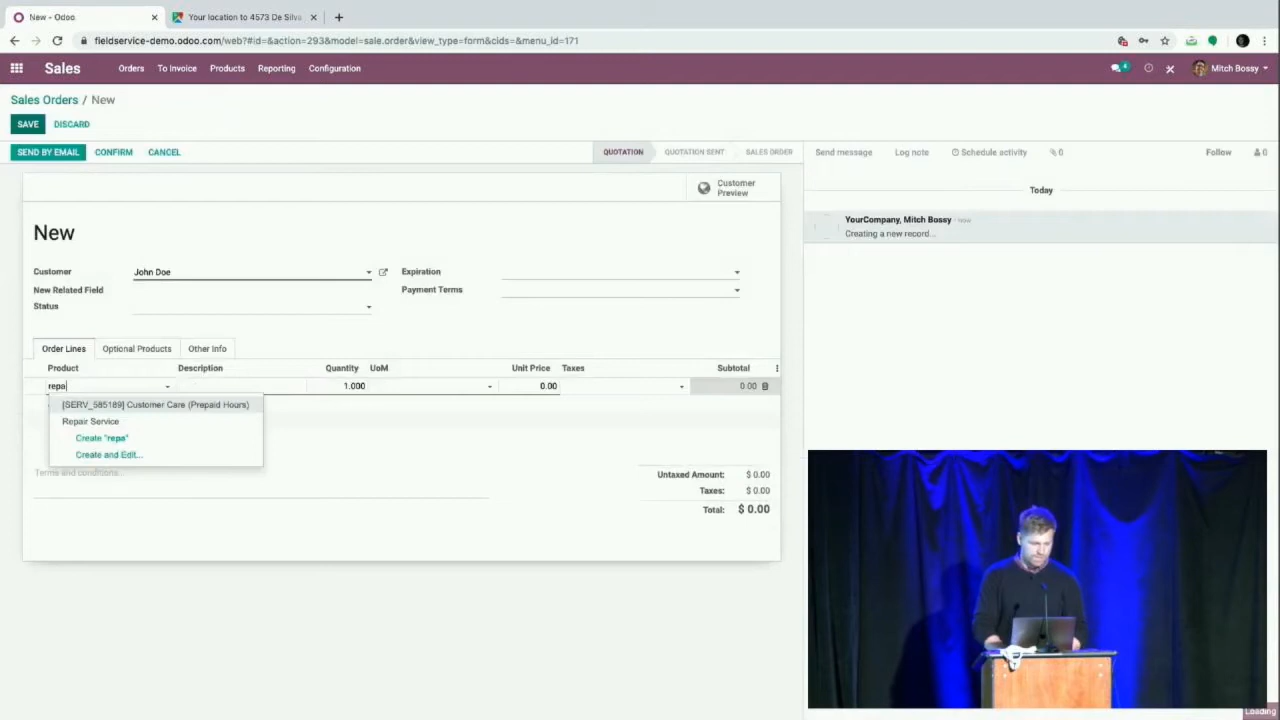 New - Odoo
Your location to 4573 De Silva
fieldservice-demo.odoo.com/web?#id=&action=293&model=sale.order&view_type=form&cids=&menu_id=171
Sales Orders To Invoice Products Reporting Configuration 4 Mitch Bossy
Sales Orders / New
SAVE DISCARD
SEND BY EMAIL CONFIRM CANCEL QUOTATION QUOTATION SENT SALES ORDER Send message Log note Schedule activity 0 Follow 0
Customer Preview
Today
YourCompany, Mitch Bossy - now
Creating a new record...
New
Customer John Doe Expiration
New Related Field Payment Terms
Status
Order Lines Optional Products Other Info
Product Description Quantity UoM Unit Price Taxes Subtotal
repa 1.000 0.00 0.00
[SERV_585189] Customer Care (Prepaid Hours)
Repair Service
Create "repa"
Create and Edit...
Terms and conditions...
Untaxed Amount: $ 0.00
Taxes: $ 0.00
Total: $ 0.00
Loading